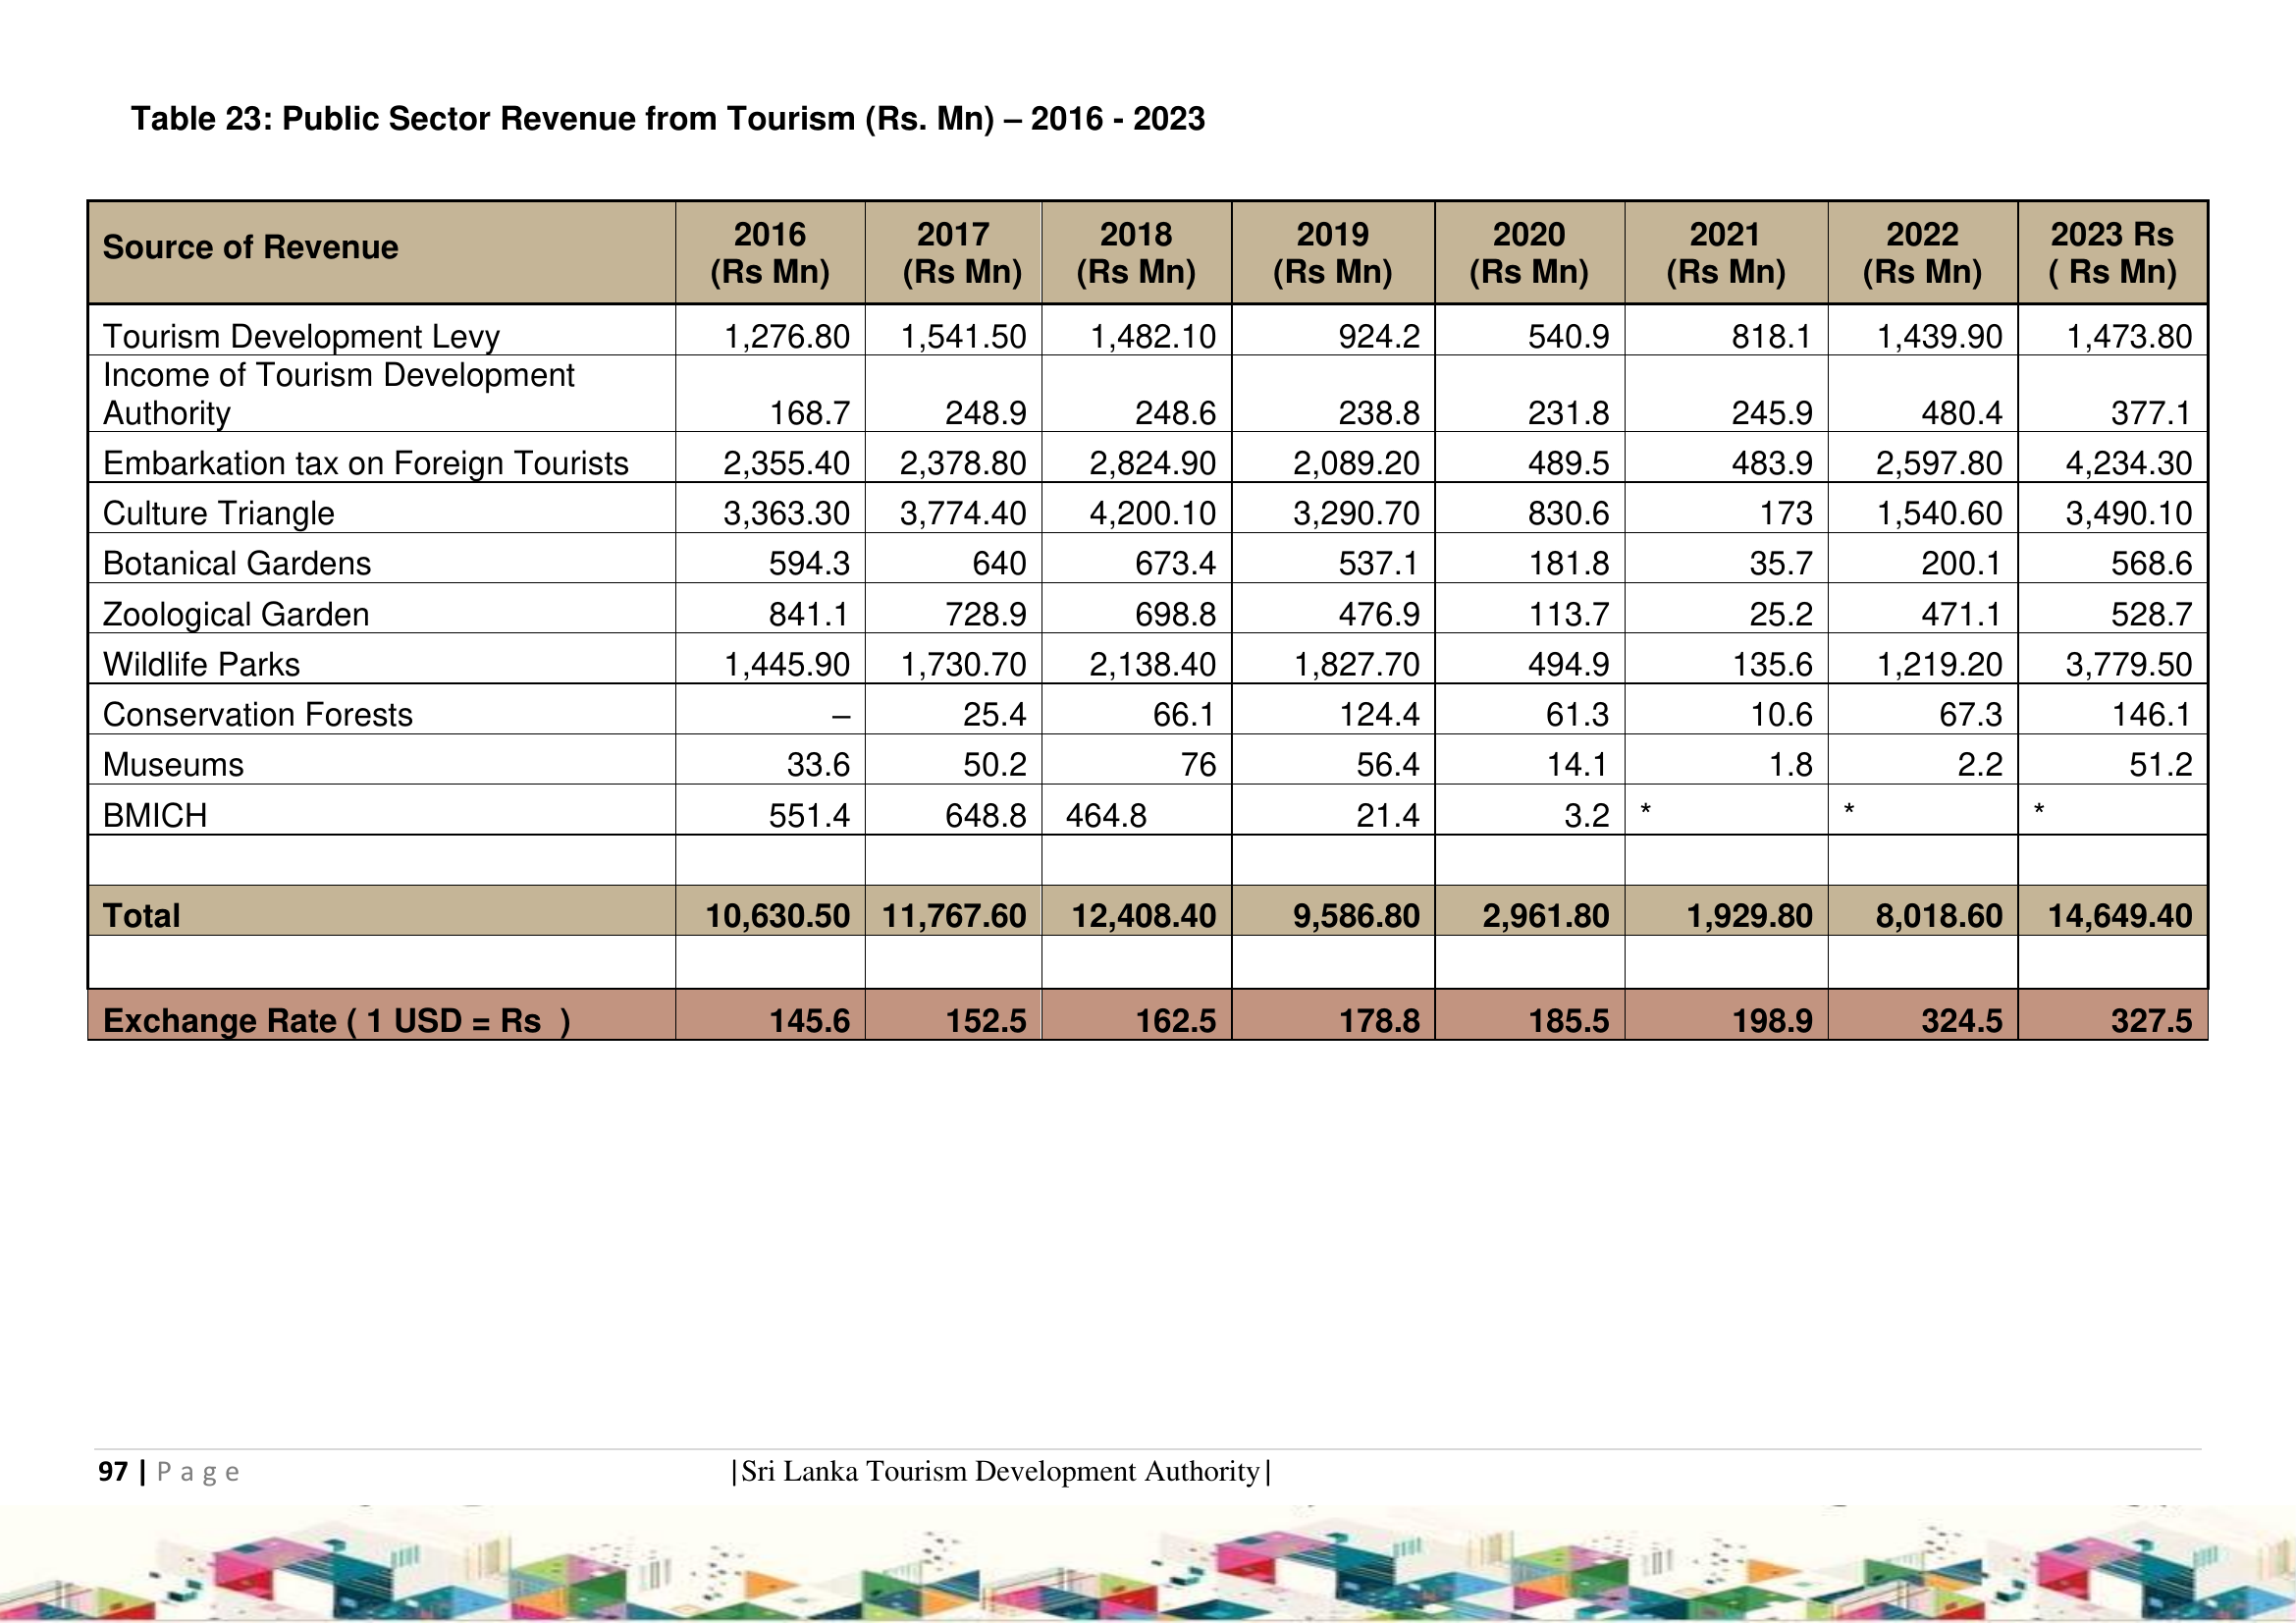 Table 23: Public Sector Revenue from Tourism (Rs. Mn) – 2016 - 2023
Source of Revenue 2016 (Rs Mn) 2017 (Rs Mn) 2018 (Rs Mn) 2019 (Rs Mn) 2020 (Rs Mn) 2021 (Rs Mn) 2022 (Rs Mn) 2023 Rs ( Rs Mn)
Tourism Development Levy 1,276.80 1,541.50 1,482.10 924.2 540.9 818.1 1,439.90 1,473.80
Income of Tourism Development
Authority 168.7 248.9 248.6 238.8 231.8 245.9 480.4 377.1
Embarkation tax on Foreign Tourists 2,355.40 2,378.80 2,824.90 2,089.20 489.5 483.9 2,597.80 4,234.30
Culture Triangle 3,363.30 3,774.40 4,200.10 3,290.70 830.6 173 1,540.60 3,490.10
Botanical Gardens 594.3 640 673.4 537.1 181.8 35.7 200.1 568.6
Zoological Garden 841.1 728.9 698.8 476.9 113.7 25.2 471.1 528.7
Wildlife Parks 1,445.90 1,730.70 2,138.40 1,827.70 494.9 135.6 1,219.20 3,779.50
Conservation Forests – 25.4 66.1 124.4 61.3 10.6 67.3 146.1
Museums 33.6 50.2 76 56.4 14.1 1.8 2.2 51.2
BMICH 551.4 648.8 464.8 21.4 3.2 * * *
Total 10,630.50 11,767.60 12,408.40 9,586.80 2,961.80 1,929.80 8,018.60 14,649.40
Exchange Rate ( 1 USD = Rs ) 145.6 152.5 162.5 178.8 185.5 198.9 324.5 327.5
97 | Page |Sri Lanka Tourism Development Authority|